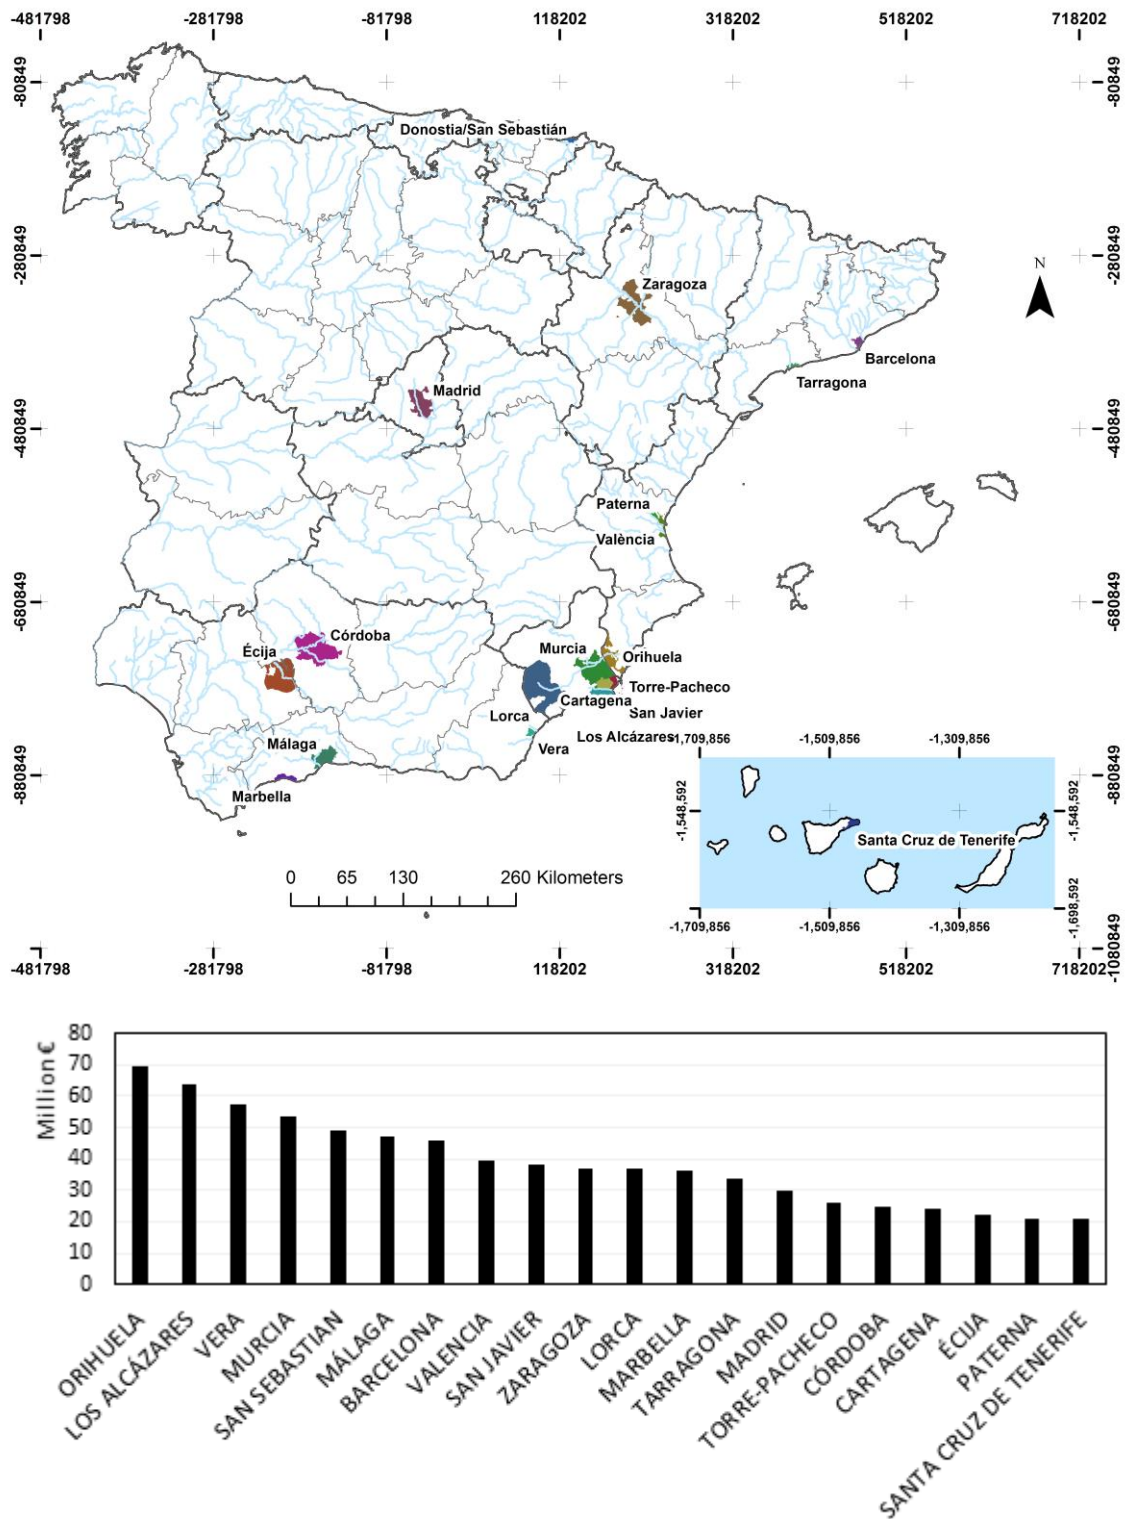 -481798 -281798 -81798 118202 318202 518202 718202
-80849 -80849
Donostia/San Sebastián
-280849 -280849
N
Zaragoza
Barcelona
Madrid
Tarragona
-480849 -480849
Paterna
València
-680849 -680849
Córdoba
Écija
Murcia
Orihuela
Torre-Pacheco
Cartagena
San Javier
Lorca
Los Alcázares
Málaga
Vera
-1,709,856 -1,509,856 -1,309,856
-880849 -880849
Marbella
-1,548,592 -1,548,592
Santa Cruz de Tenerife
0 65 130 260 Kilometers
-1,698,592
-1,709,856 -1,509,856 -1,309,856
-1080849
-481798 -281798 -81798 118202 318202 518202 718202
Million €
80
70
60
50
40
30
20
10
0
ORIHUELA
LOS ALCÁZARES
VERA
MURCIA
SAN SEBASTIAN
MÁLAGA
BARCELONA
VALENCIA
SAN JAVIER
ZARAGOZA
LORCA
MARBELLA
TARRAGONA
MADRID
TORRE-PACHECO
CÓRDOBA
CARTAGENA
ÉCIJA
PATERNA
SANTA CRUZ DE TENERIFE